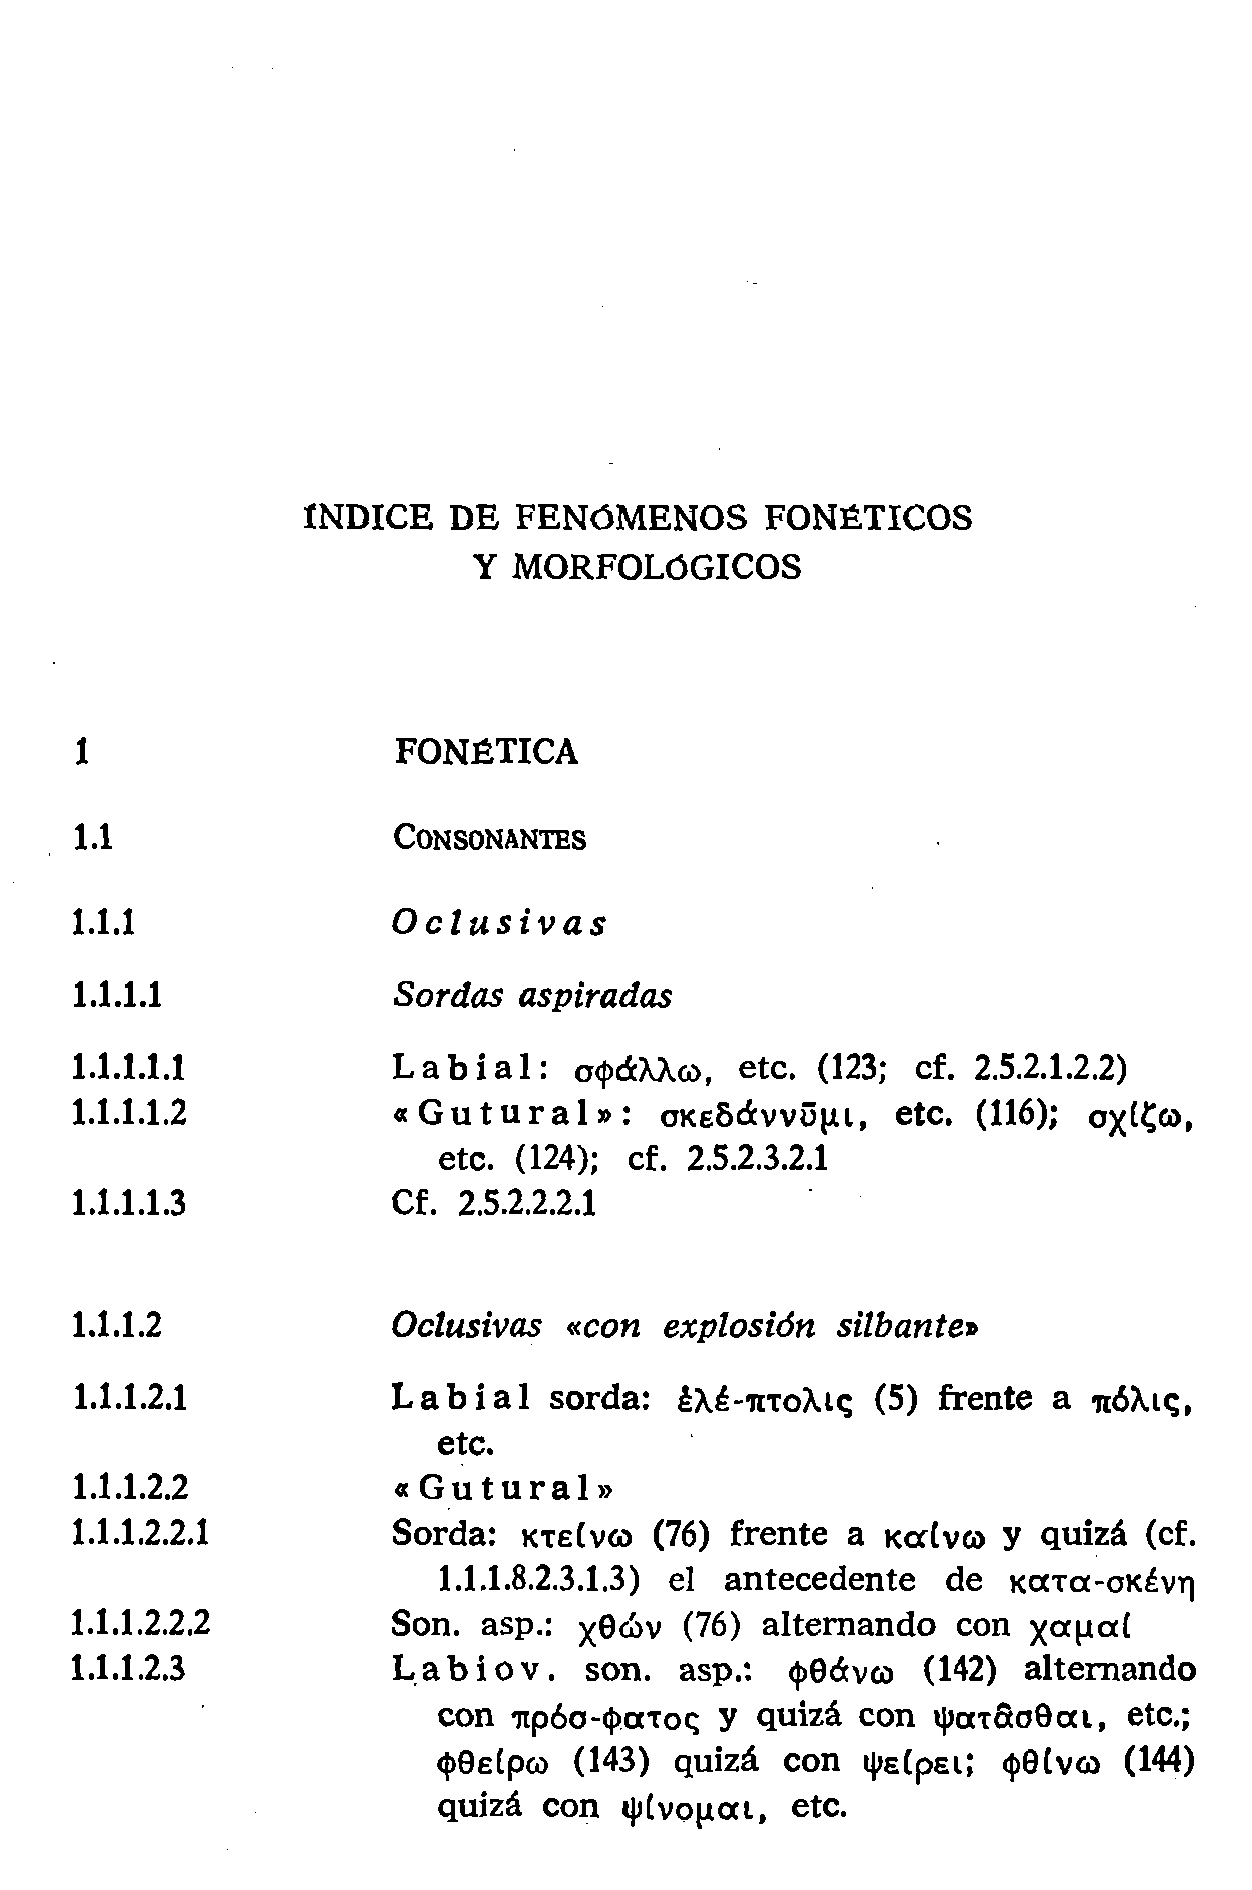 ÍNDICE DE FENÓMENOS FONÉTICOS
Y MORFOLÓGICOS
1 FONÉTICA
1.1 CONSONANTES
1.1.1 Oclusivas
1.1.1.1 Sordas aspiradas
1.1.1.1.1 Labial: σφάλλω, etc. (123; cf. 2.5.2.1.2.2)
1.1.1.1.2 «Gutural»: σκεδάννῡμι, etc. (116); σχίζω,
etc. (124); cf. 2.5.2.3.2.1
1.1.1.1.3 Cf. 2.5.2.2.2.1
1.1.1.2 Oclusivas «con explosión silbante»
1.1.1.2.1 Labial sorda: ἑλέ-πτολις (5) frente a πόλις,
etc.
1.1.1.2.2 «Gutural»
1.1.1.2.2.1 Sorda: κτείνω (76) frente a καίνω y quizá (cf.
1.1.1.8.2.3.1.3) el antecedente de κατα-σκένη
1.1.1.2.2.2 Son. asp.: χθών (76) alternando con χαμαί
1.1.1.2.3 Labiov. son. asp.: φθάνω (142) alternando
con πρόσ-φατος y quizá con ψατᾶσθαι, etc.;
φθείρω (143) quizá con ψείρει; φθίνω (144)
quizá con ψίνομαι, etc.